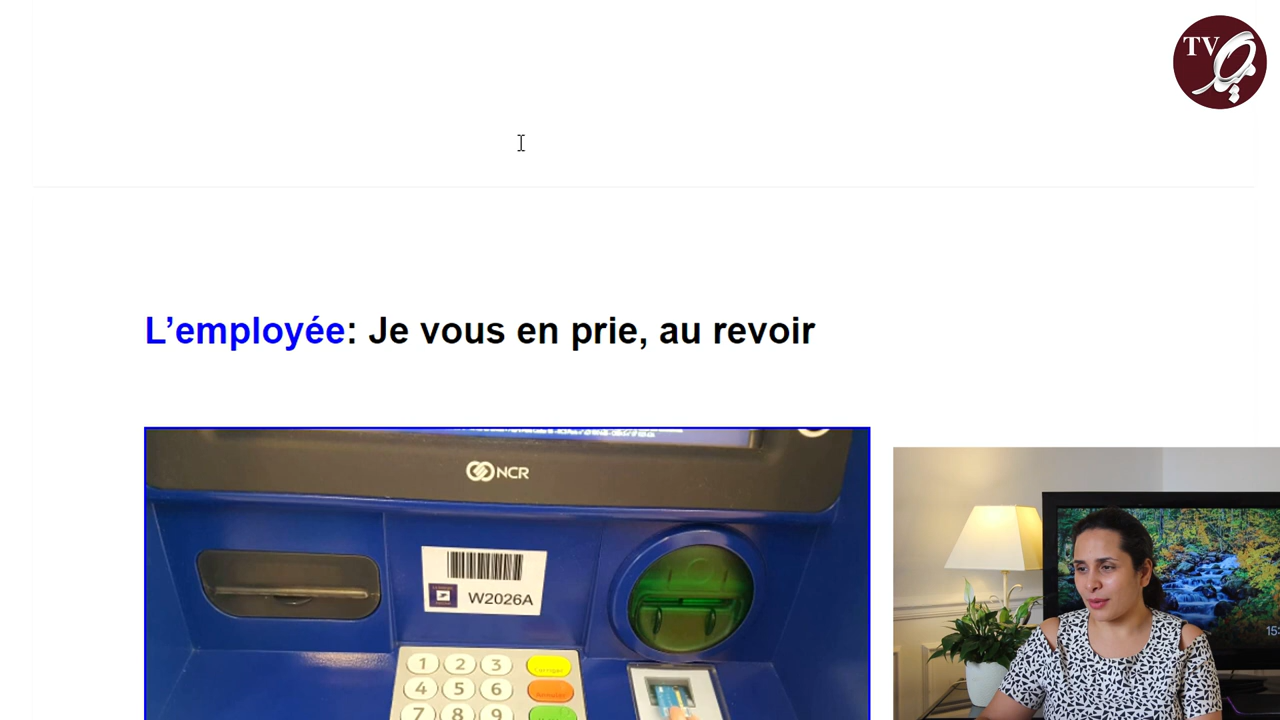 TV
L’employée: Je vous en prie, au revoir
NCR
W2026A
1 2 3
4 5 6
7 8 9
15